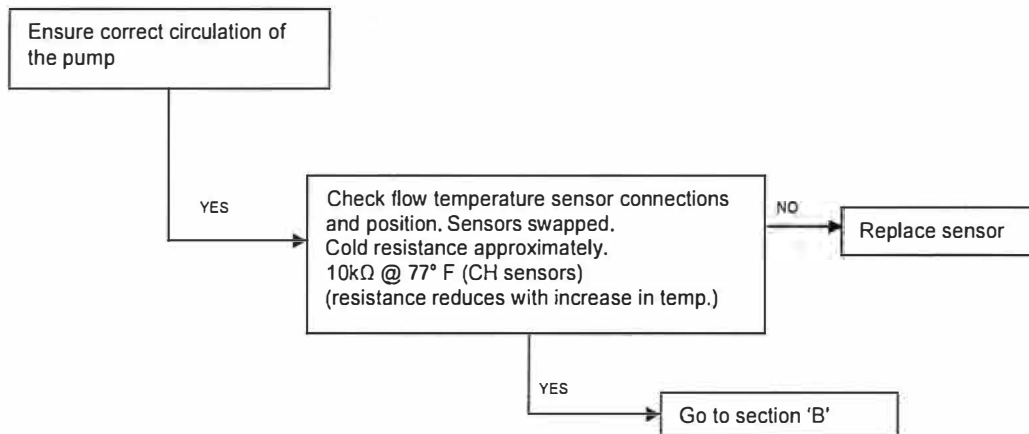 Ensure correct circulation of
the pump
YES
Check flow temperature sensor connections
and position. Sensors swapped.
Cold resistance approximately.
10kΩ @ 77° F (CH sensors)
(resistance reduces with increase in temp.)
NO
Replace sensor
YES
Go to section 'B'